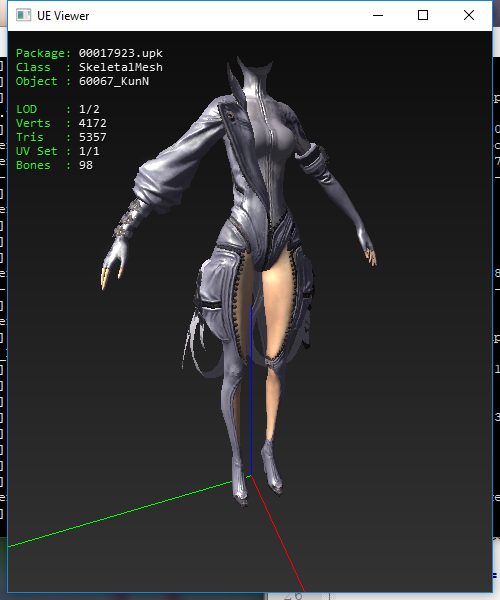 UE Viewer
Package: 00017923.upk
Class : SkeletalMesh
Object : 60067_KunN
LOD : 1/2
Verts : 4172
Tris : 5357
UV Set : 1/1
Bones : 98
26